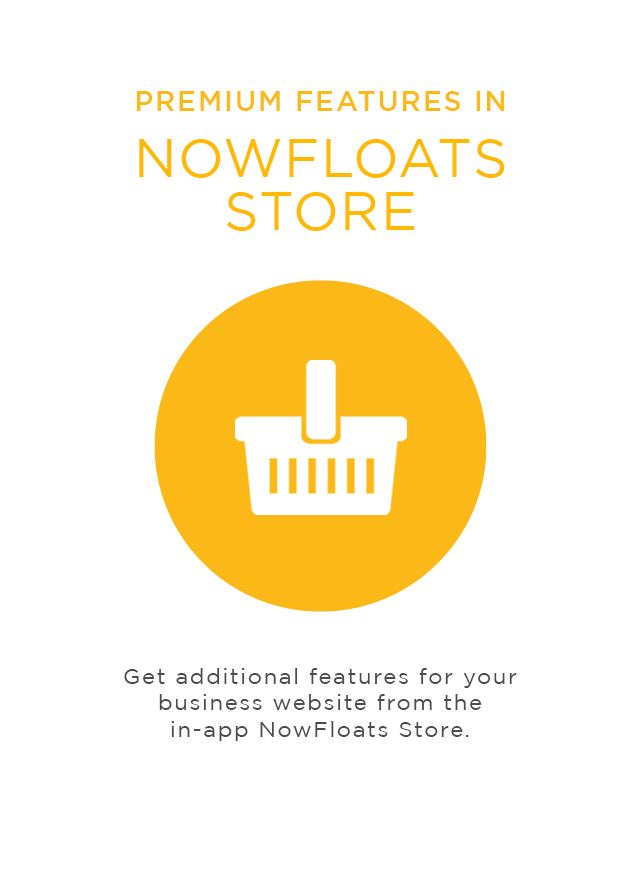 PREMIUM FEATURES IN
NOWFLOATS
STORE
Get additional features for your
business website from the
in-app NowFloats Store.